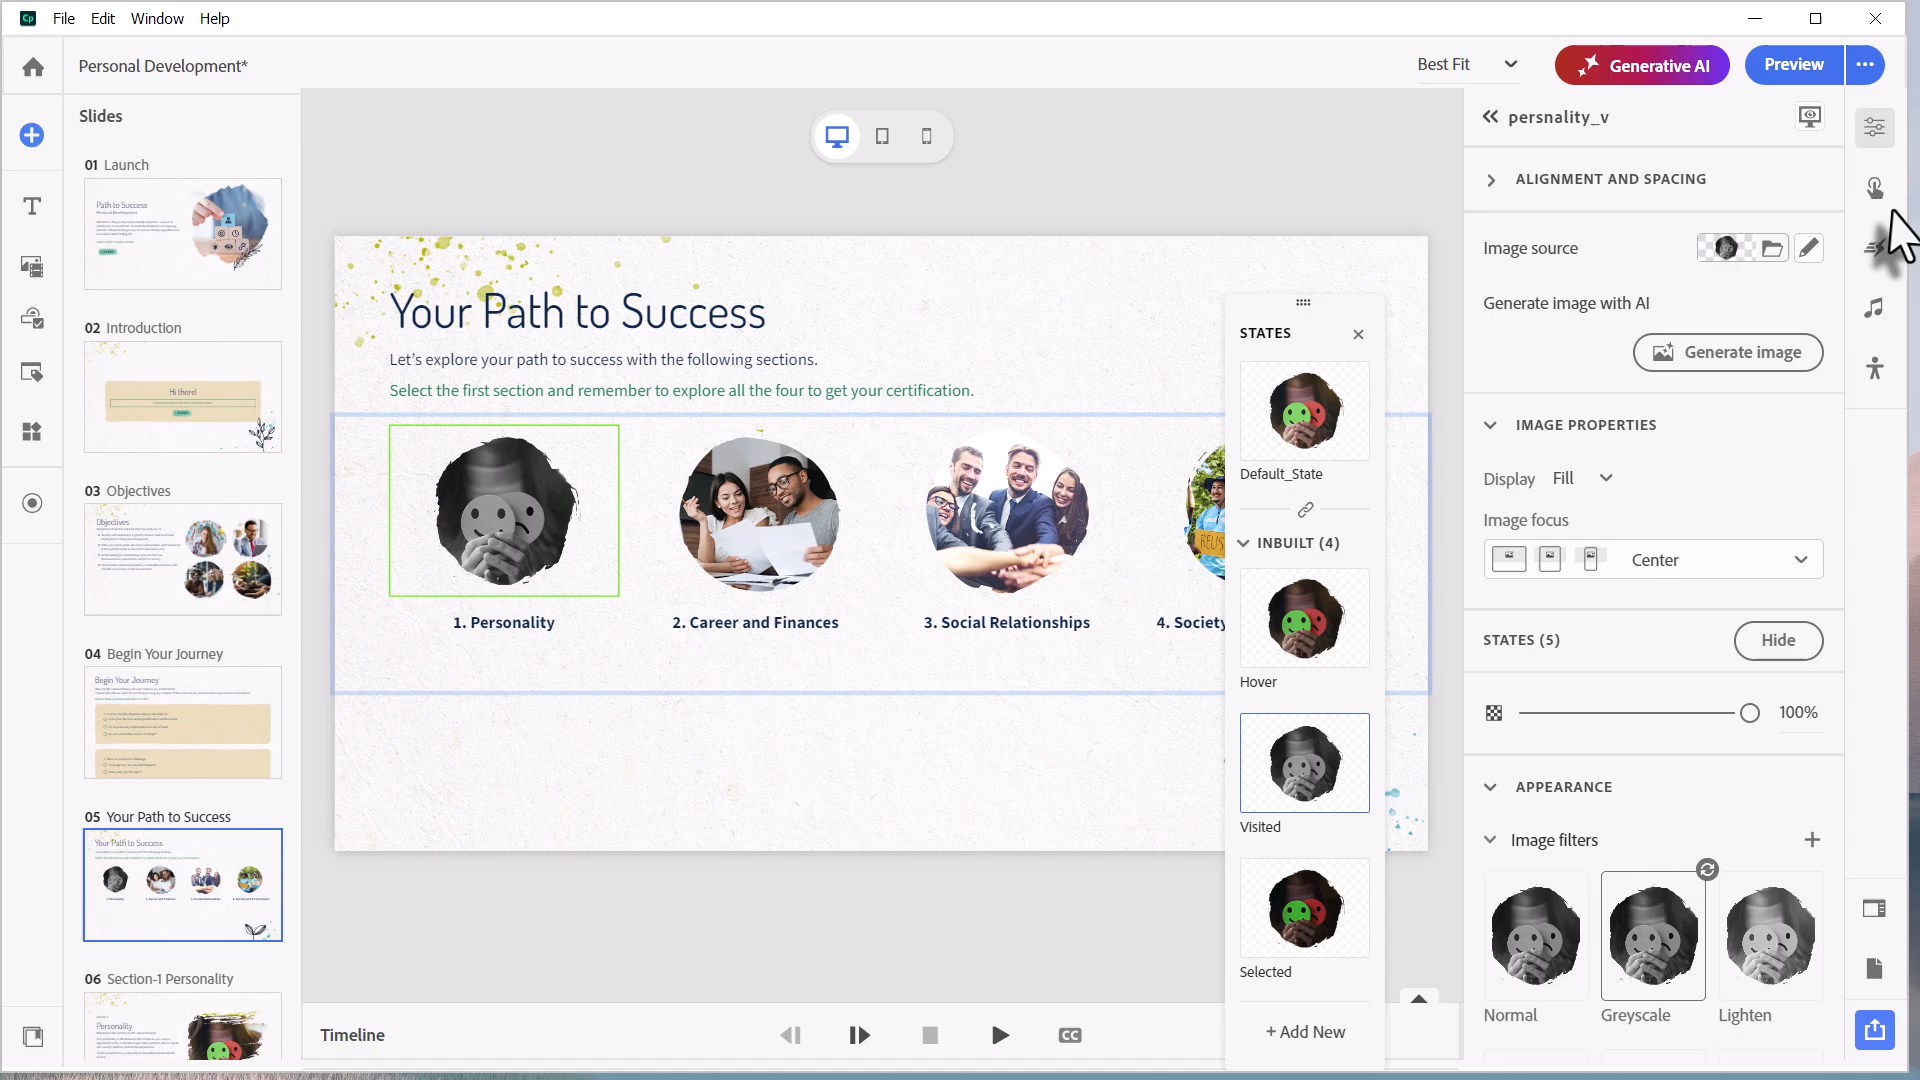 Cp File Edit Window Help
Personal Development*
Best Fit
Generative AI
Preview
Slides
01 Launch
Path to Success
Personal Development
02 Introduction
Hi there!
03 Objectives
Objectives
04 Begin Your Journey
Begin Your Journey
05 Your Path to Success
Your Path to Success
06 Section-1 Personality
Personality
Your Path to Success
Let's explore your path to success with the following sections.
Select the first section and remember to explore all the four to get your certification.
REUS
1. Personality
2. Career and Finances
3. Social Relationships
4. Society
STATES
Default_State
INBUILT (4)
Hover
Visited
Selected
+ Add New
Timeline
CC
persnality_v
ALIGNMENT AND SPACING
Image source
Generate image with AI
Generate image
IMAGE PROPERTIES
Display Fill
Image focus
Center
STATES (5)
Hide
100%
APPEARANCE
Image filters
Normal
Greyscale
Lighten